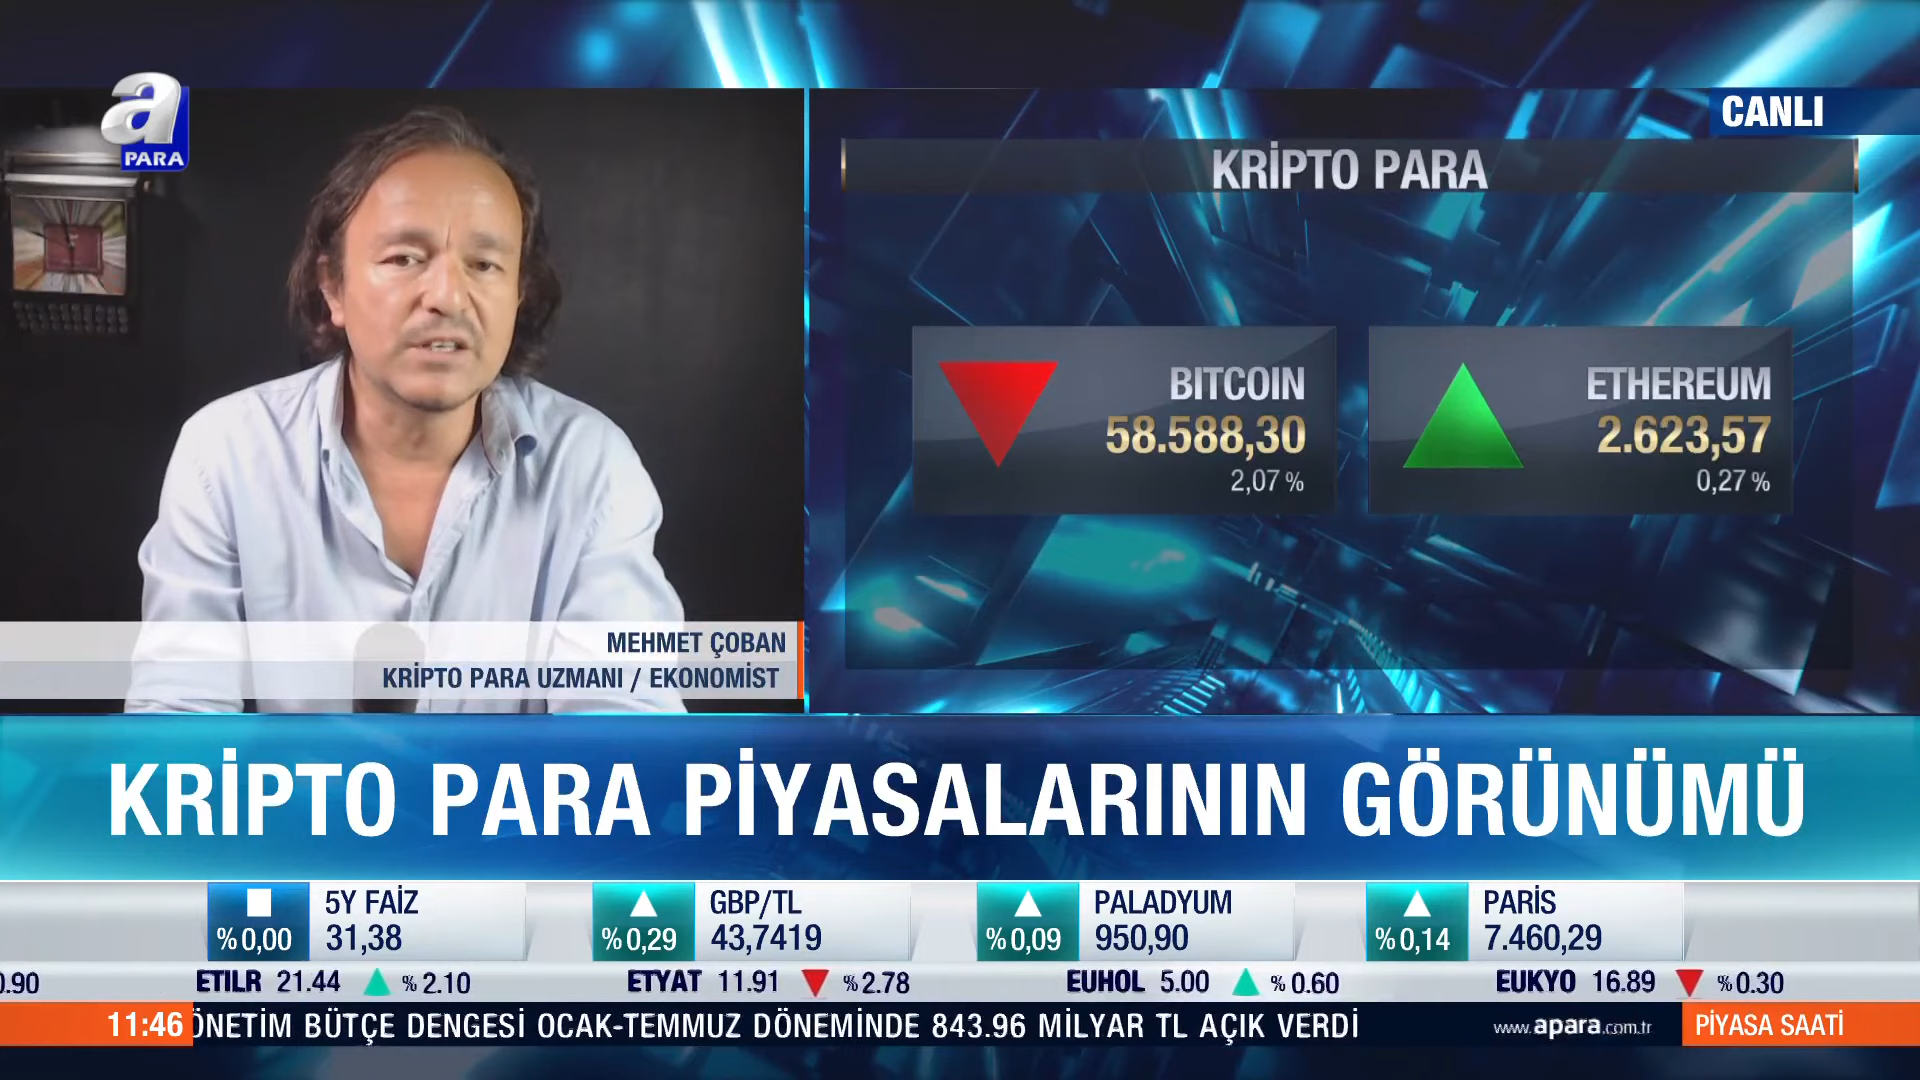 a
PARA
CANLI
KRİPTO PARA
BITCOIN
58.588,30
2,07 %
ETHEREUM
2.623,57
0,27 %
MEHMET ÇOBAN
KRİPTO PARA UZMANI / EKONOMİST
KRİPTO PARA PİYASALARININ GÖRÜNÜMÜ
% 0,00 5Y FAİZ 31,38
% 0,29 GBP/TL 43,7419
% 0,09 PALADYUM 950,90
% 0,14 PARİS 7.460,29
0.90 ETILR 21.44 % 2.10 ETYAT 11.91 % 2.78 EUHOL 5.00 % 0.60 EUKYO 16.89 % 0.30
11:46 ÖNETİM BÜTÇE DENGESİ OCAK-TEMMUZ DÖNEMİNDE 843.96 MİLYAR TL AÇIK VERDİ www.apara.com.tr PİYASA SAATİ